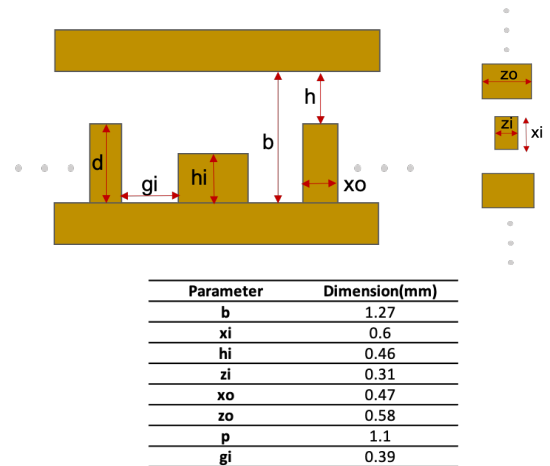 zo
h
zi
xi
b
d
hi
gi
xo
Parameter Dimension(mm)
b 1.27
xi 0.6
hi 0.46
zi 0.31
xo 0.47
zo 0.58
p 1.1
gi 0.39